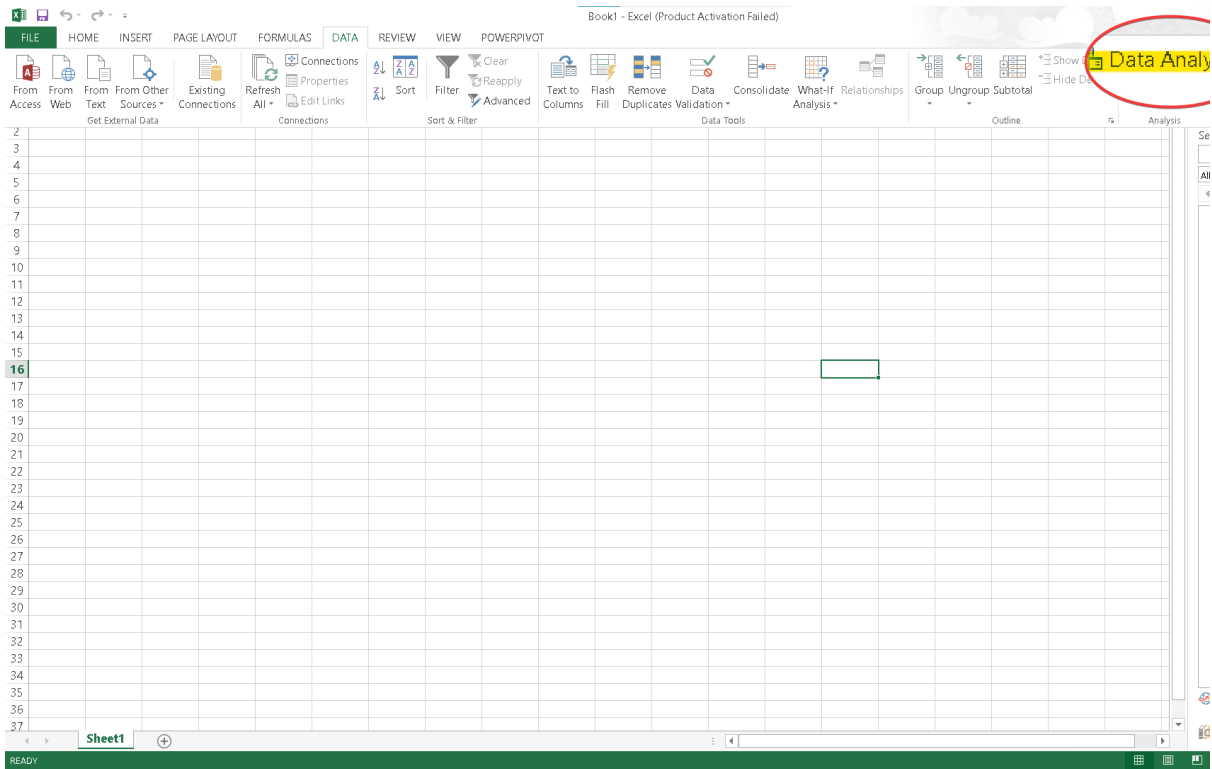 Book1 - Excel (Product Activation Failed)
FILE HOME INSERT PAGE LAYOUT FORMULAS DATA REVIEW VIEW POWERPIVOT
From Access
From Web
From Text
From Other Sources
Existing Connections
Refresh All
Connections
Properties
Edit Links
Sort
Filter
Clear
Reapply
Advanced
Text to Columns
Flash Fill
Remove Duplicates
Data Validation
Consolidate
What-If Analysis
Relationships
Group
Ungroup
Subtotal
Show
Hide De
Data Analy
Get External Data
Connections
Sort & Filter
Data Tools
Outline
Analysis
Se
All
2
3
4
5
6
7
8
9
10
11
12
13
14
15
16
17
18
19
20
21
22
23
24
25
26
27
28
29
30
31
32
33
34
35
36
37
Sheet1
READY